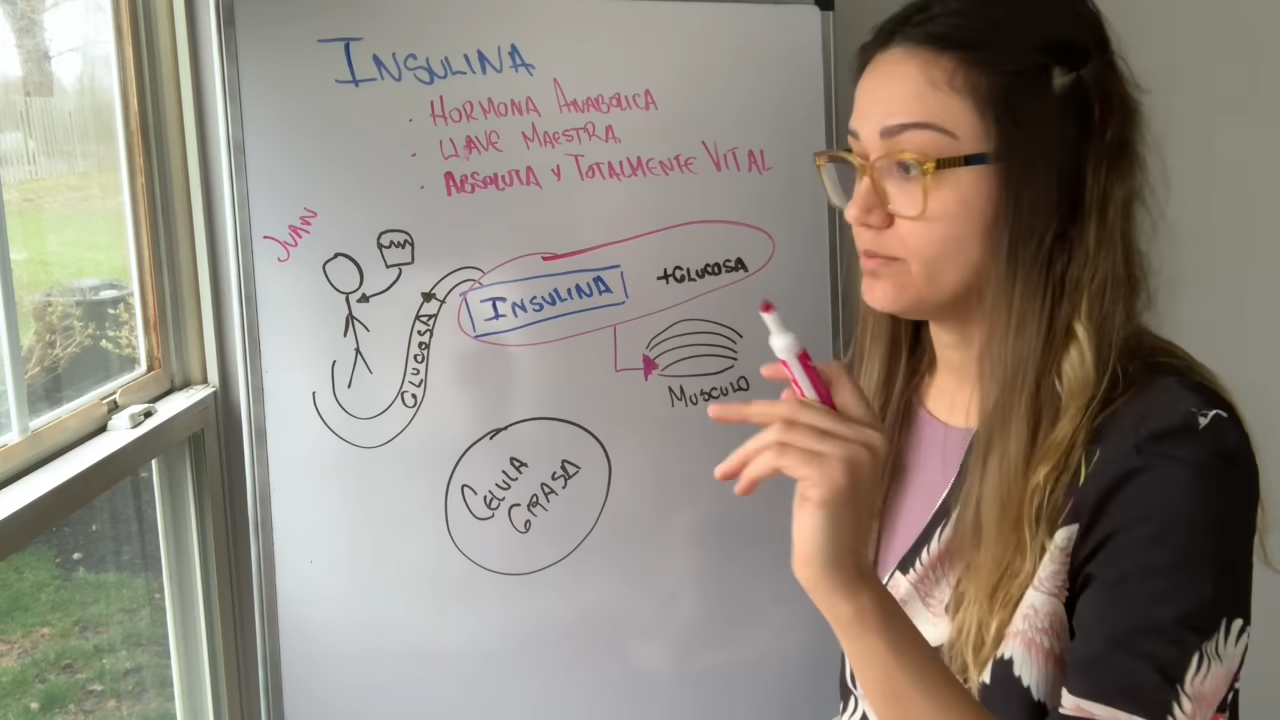 INSULINA
· HORMONA ANABOLICA
· LLAVE MAESTRA.
· ABSOLUTA Y TOTALMENTE VITAL
JUAN
GLUCOSA
INSULINA
+GLUCOSA
MUSCULO
CELULA
GRASA